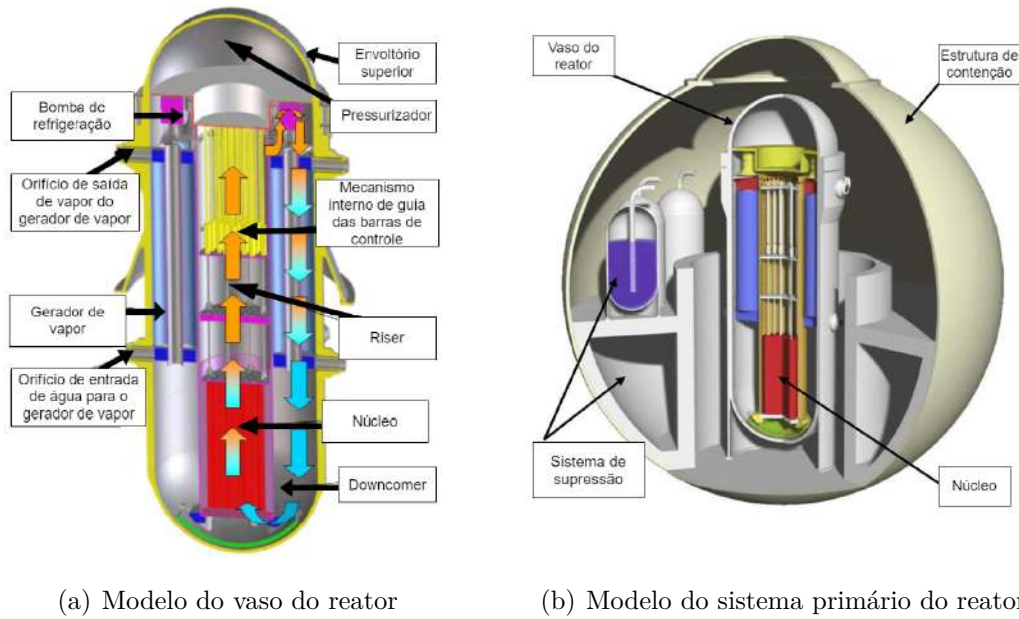 Envoltório
superior
Bomba de
refrigeração
Pressurizador
Orifício de saída
de vapor do
gerador de vapor
Mecanismo
interno de guia
das barras de
controle
Gerador de
vapor
Riser
Orifício de entrada
de água para o
gerador de vapor
Núcleo
Downcomer
(a) Modelo do vaso do reator
Vaso do
reator
Estrutura de
contenção
Sistema de
supressão
Núcleo
(b) Modelo do sistema primário do reator